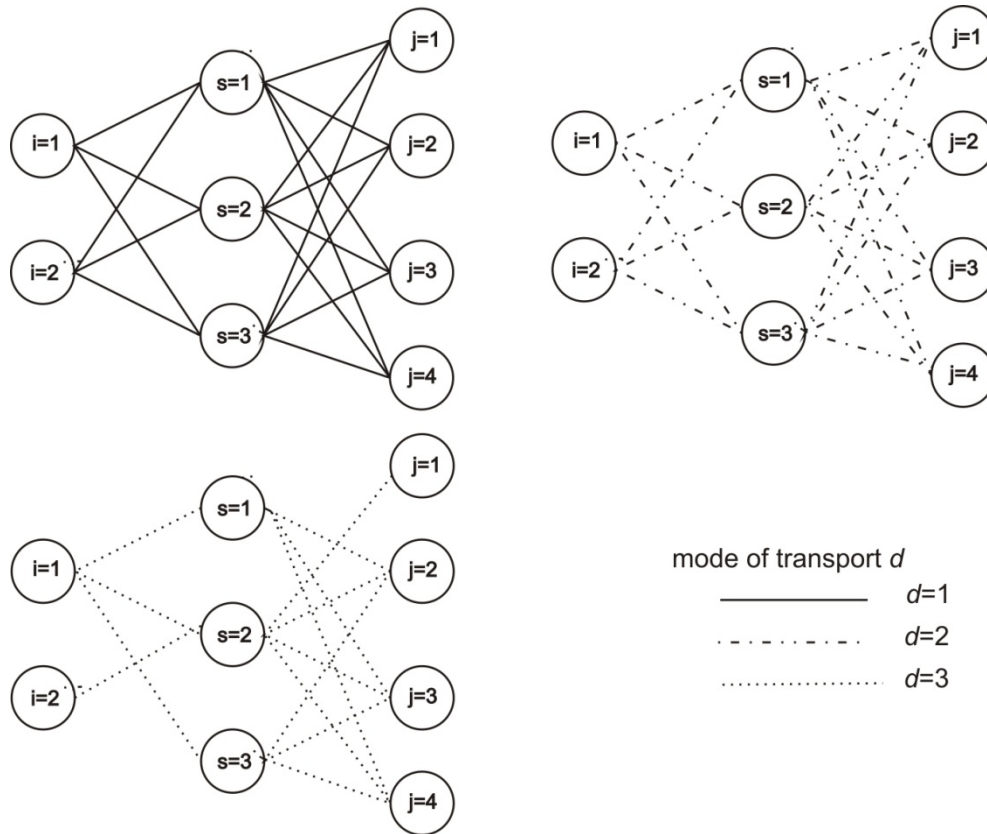 i=1
i=2
s=1
s=2
s=3
j=1
j=2
j=3
j=4
i=1
i=2
s=1
s=2
s=3
j=1
j=2
j=3
j=4
i=1
i=2
s=1
s=2
s=3
j=1
j=2
j=3
j=4
mode of transport d
d=1
d=2
d=3